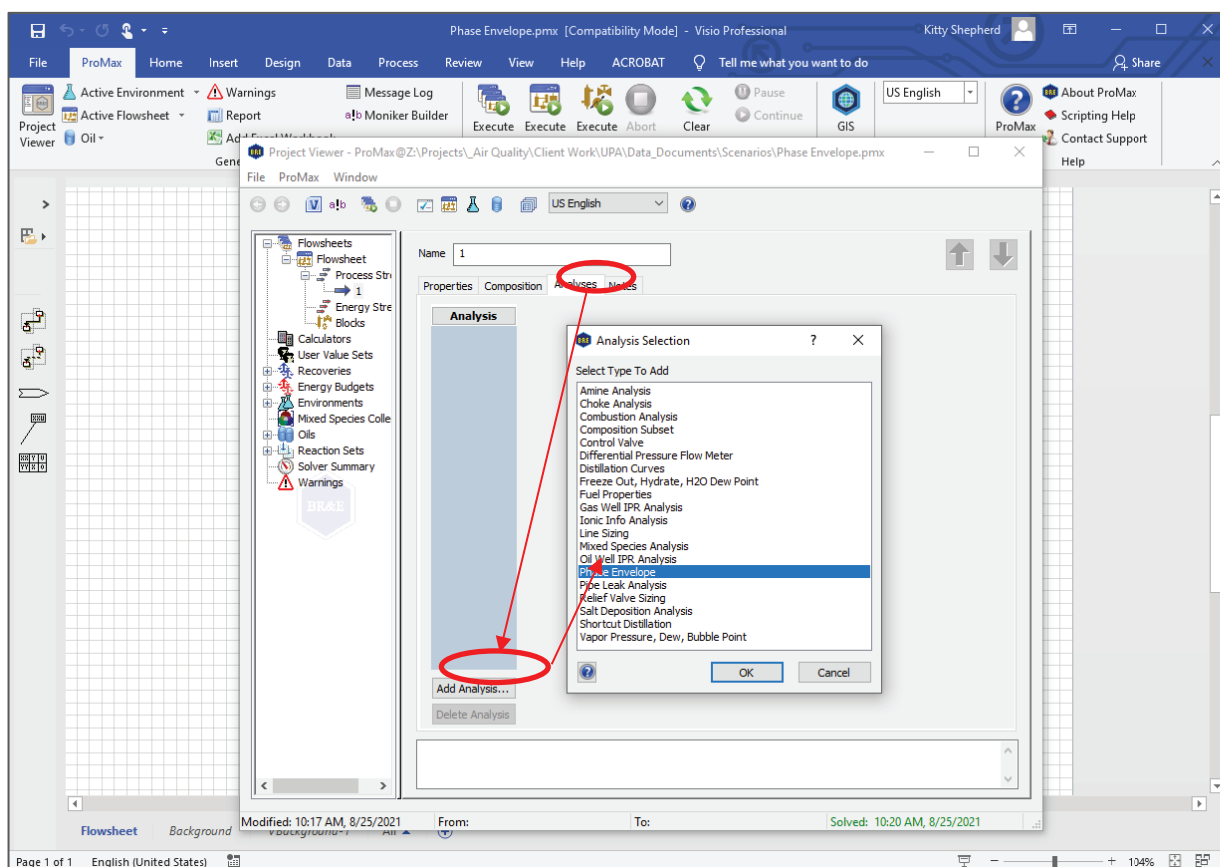 Phase Envelope.pmx [Compatibility Mode] - Visio Professional
Kitty Shepherd
File ProMax Home Insert Design Data Process Review View Help ACROBAT Tell me what you want to do Share
Project Viewer
Active Environment
Active Flowsheet
Oil
Warnings
Report
Message Log
a!b Moniker Builder
Execute Execute Execute Abort Clear
Pause
Continue
GIS
US English
ProMax
About ProMax
Scripting Help
Contact Support
Help
Project Viewer - ProMax@Z:\Projects\_Air Quality\Client Work\UPA\Data_Documents\Scenarios\Phase Envelope.pmx
File ProMax Window
a!b
US English
Flowsheets
Flowsheet
Process Str
1
Energy Stre
Blocks
Calculators
User Value Sets
Recoveries
Energy Budgets
Environments
Mixed Species Colle
Oils
Reaction Sets
Solver Summary
Warnings
BR&E
Name 1
Properties Composition Analyses Notes
Analysis
Add Analysis...
Delete Analysis
Analysis Selection
?
Select Type To Add
Amine Analysis
Choke Analysis
Combustion Analysis
Composition Subset
Control Valve
Differential Pressure Flow Meter
Distillation Curves
Freeze Out, Hydrate, H2O Dew Point
Fuel Properties
Gas Well IPR Analysis
Ionic Info Analysis
Line Sizing
Mixed Species Analysis
Oil Well IPR Analysis
Phase Envelope
Pipe Leak Analysis
Relief Valve Sizing
Salt Deposition Analysis
Shortcut Distillation
Vapor Pressure, Dew, Bubble Point
OK Cancel
Modified: 10:17 AM, 8/25/2021 From: To: Solved: 10:20 AM, 8/25/2021
Flowsheet Background
Page 1 of 1 English (United States) 104%